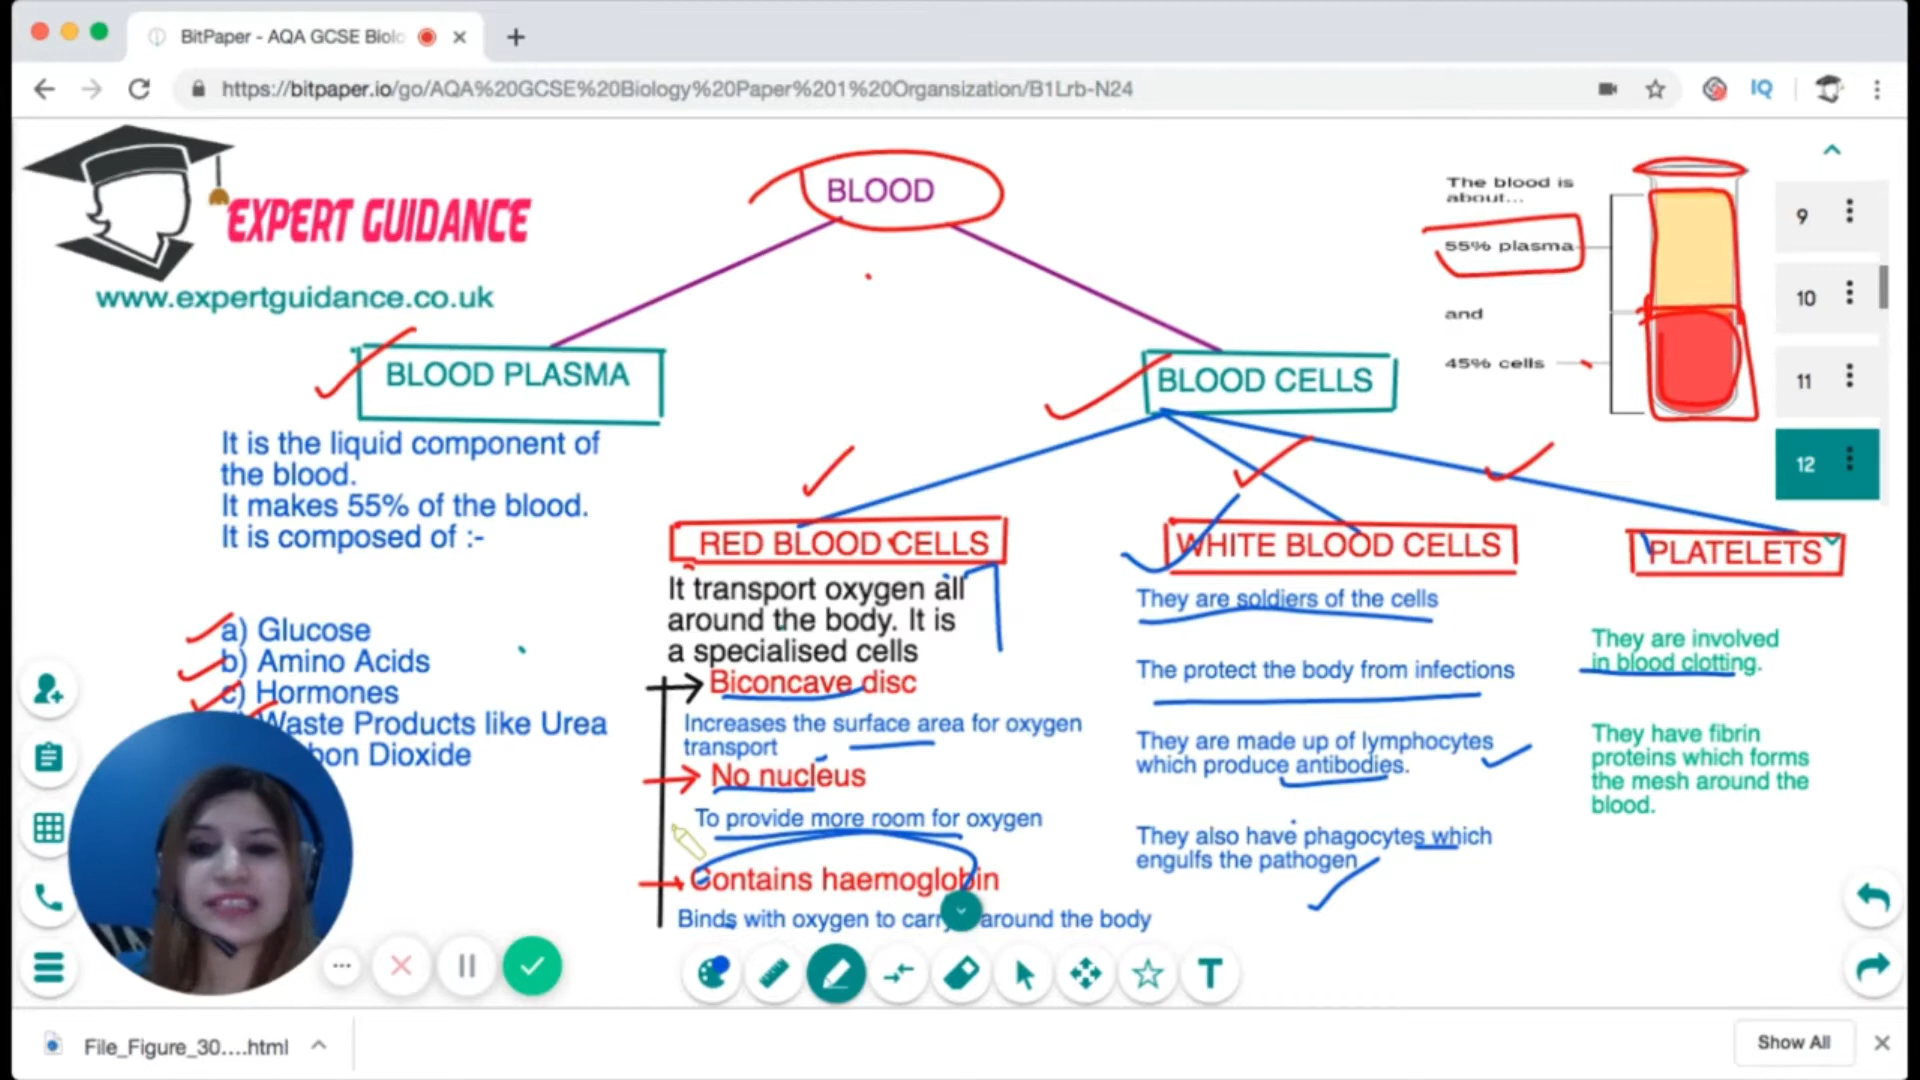 BitPaper - AQA GCSE Biolo
https://bitpaper.io/go/AQA%20GCSE%20Biology%20Paper%201%20Organsization/B1Lrb-N24
IQ
EXPERT GUIDANCE
www.expertguidance.co.uk
BLOOD
The blood is
about...
55% plasma
and
45% cells
9
10
11
12
BLOOD PLASMA
It is the liquid component of
the blood.
It makes 55% of the blood.
It is composed of :-
a) Glucose
b) Amino Acids
c) Hormones
Waste Products like Urea
bon Dioxide
BLOOD CELLS
RED BLOOD CELLS
It transport oxygen all
around the body. It is
a specialised cells
Biconcave disc
Increases the surface area for oxygen
transport
No nucleus
To provide more room for oxygen
Contains haemoglobin
Binds with oxygen to carry around the body
WHITE BLOOD CELLS
They are soldiers of the cells
The protect the body from infections
They are made up of lymphocytes
which produce antibodies.
They also have phagocytes which
engulfs the pathogen
PLATELETS
They are involved
in blood clotting.
They have fibrin
proteins which forms
the mesh around the
blood.
T
File_Figure_30....html
Show All